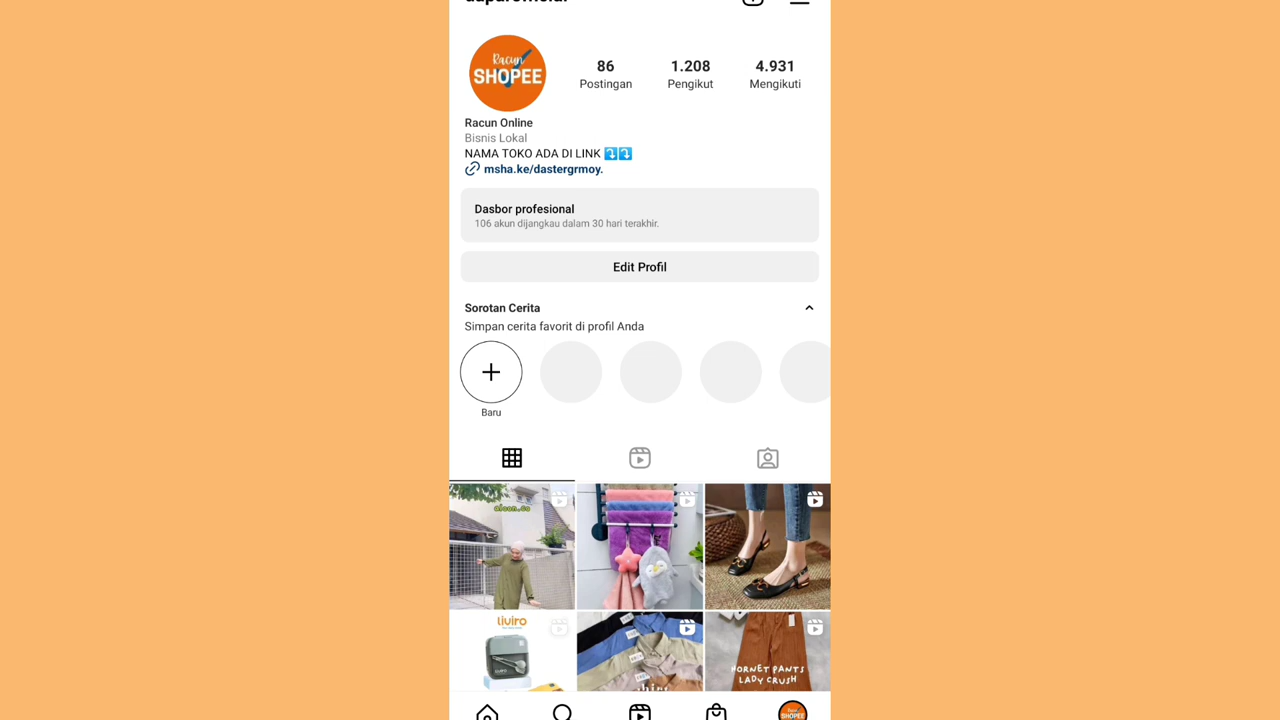 Racun
SHOPEE
86
Postingan
1.208
Pengikut
4.931
Mengikuti
Racun Online
Bisnis Lokal
NAMA TOKO ADA DI LINK ⤵️⤵️
msha.ke/dastergrmoy.
Dasbor profesional
106 akun dijangkau dalam 30 hari terakhir.
Edit Profil
Sorotan Cerita
Simpan cerita favorit di profil Anda
Baru
liviro
HORNET PANTS
LADY CRUSH
SHOPEE